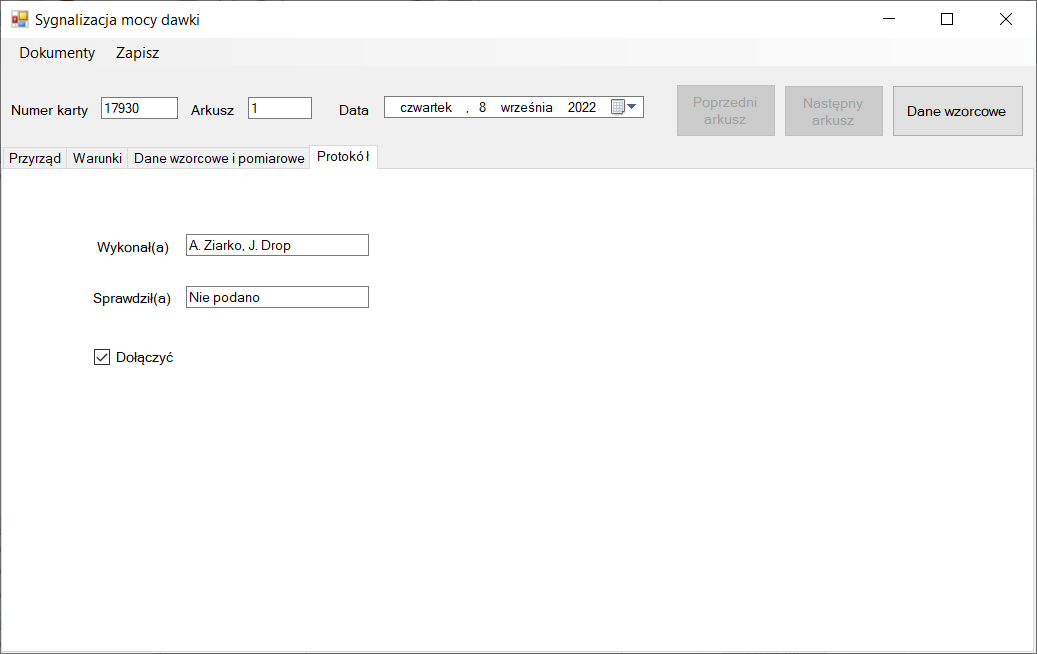 Sygnalizacja mocy dawki
Dokumenty Zapisz
Numer karty 17930 Arkusz 1 Data czwartek , 8 września 2022
Poprzedni arkusz
Następny arkusz
Dane wzorcowe
Przyrząd Warunki Dane wzorcowe i pomiarowe Protokół
Wykonał(a) A. Ziarko, J. Drop
Sprawdził(a) Nie podano
Dołączyć